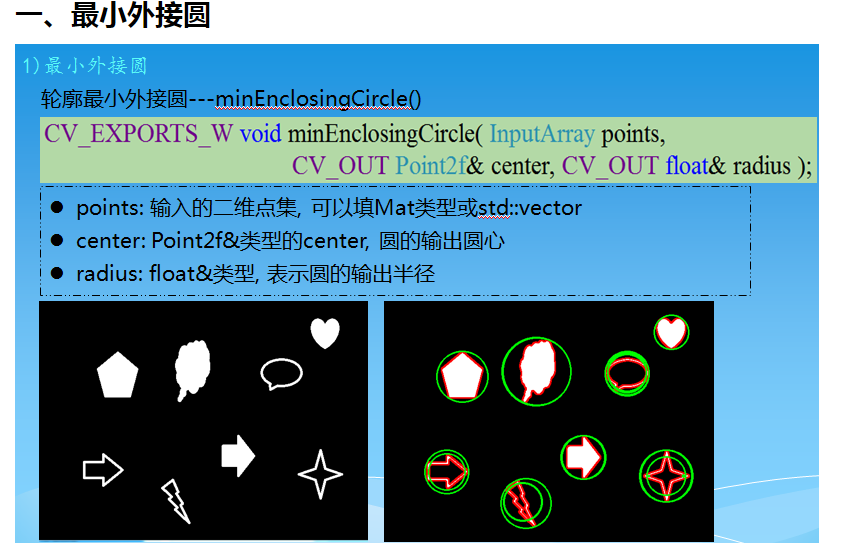 一、最小外接圆
1)最小外接圆
轮廓最小外接圆---minEnclosingCircle()
CV_EXPORTS_W void minEnclosingCircle( InputArray points,
CV_OUT Point2f& center, CV_OUT float& radius );
● points: 输入的二维点集, 可以填Mat类型或std::vector
● center: Point2f&类型的center, 圆的输出圆心
● radius: float&类型, 表示圆的输出半径